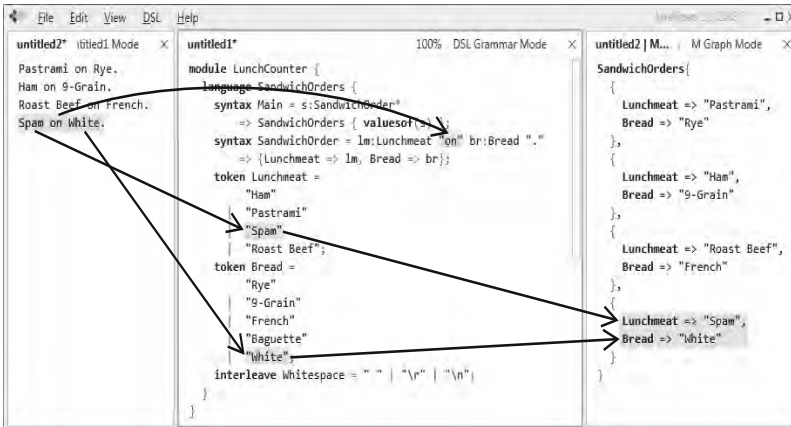 File Edit View DSL Help
untitled2* titled1 Mode X
Pastrami on Rye.
Ham on 9-Grain.
Roast Beef on French.
Spam on White.
untitled1* 100% DSL Grammar Mode X
module LunchCounter {
language SandwichOrders {
syntax Main = s:SandwichOrder*
=> SandwichOrders { valuesof(s) };
syntax SandwichOrder = lm:Lunchmeat "on" br:Bread "."
=> {Lunchmeat => lm, Bread => br};
token Lunchmeat =
"Ham"
| "Pastrami"
| "Spam"
| "Roast Beef";
token Bread =
"Rye"
| "9-Grain"
| "French"
| "Baguette"
| "White";
interleave Whitespace = " " | "\r" | "\n";
}
}
untitled2 | M... M Graph Mode X
SandwichOrders{
{
Lunchmeat => "Pastrami",
Bread => "Rye"
},
{
Lunchmeat => "Ham",
Bread => "9-Grain"
},
{
Lunchmeat => "Roast Beef",
Bread => "French"
},
{
Lunchmeat => "Spam",
Bread => "White"
}
}